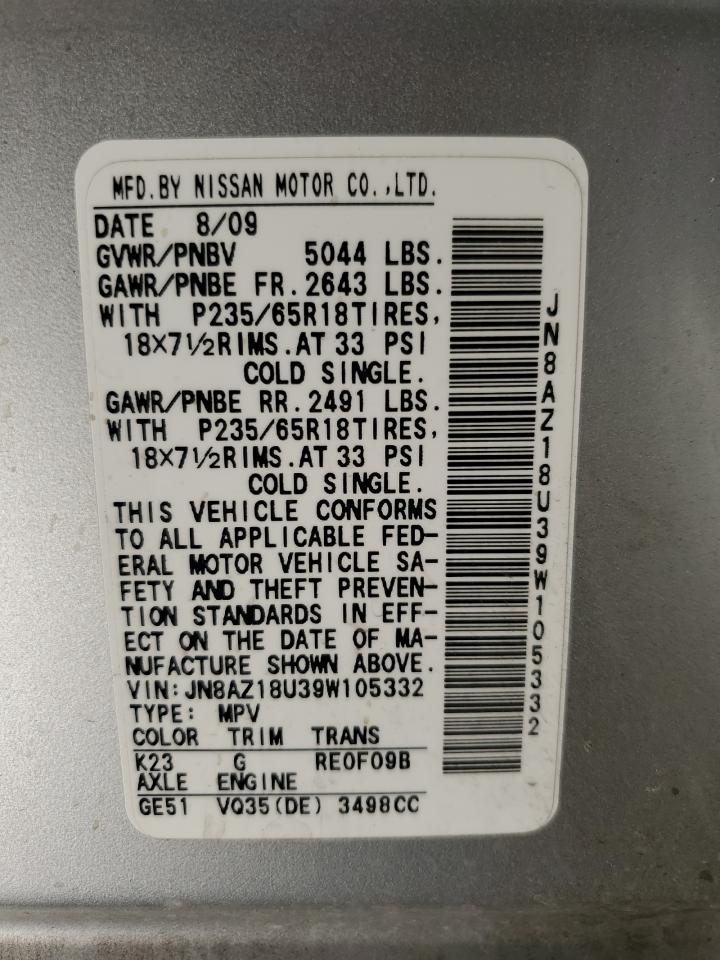 MFD.BY NISSAN MOTOR CO.,LTD.
DATE 8/09
GVWR/PNBV 5044 LBS.
GAWR/PNBE FR.2643 LBS.
WITH P235/65R18TIRES,
18×7½RIMS.AT 33 PSI
COLD SINGLE.
GAWR/PNBE RR.2491 LBS.
WITH P235/65R18TIRES,
18×7½RIMS.AT 33 PSI
COLD SINGLE.
THIS VEHICLE CONFORMS
TO ALL APPLICABLE FED-
ERAL MOTOR VEHICLE SA-
FETY AND THEFT PREVEN-
TION STANDARDS IN EFF-
ECT ON THE DATE OF MA-
NUFACTURE SHOWN ABOVE.
VIN:JN8AZ18U39W105332
TYPE: MPV
COLOR TRIM TRANS
K23 G RE0F09B
AXLE ENGINE
GE51 VQ35(DE) 3498CC
JN8AZ18U39W105332